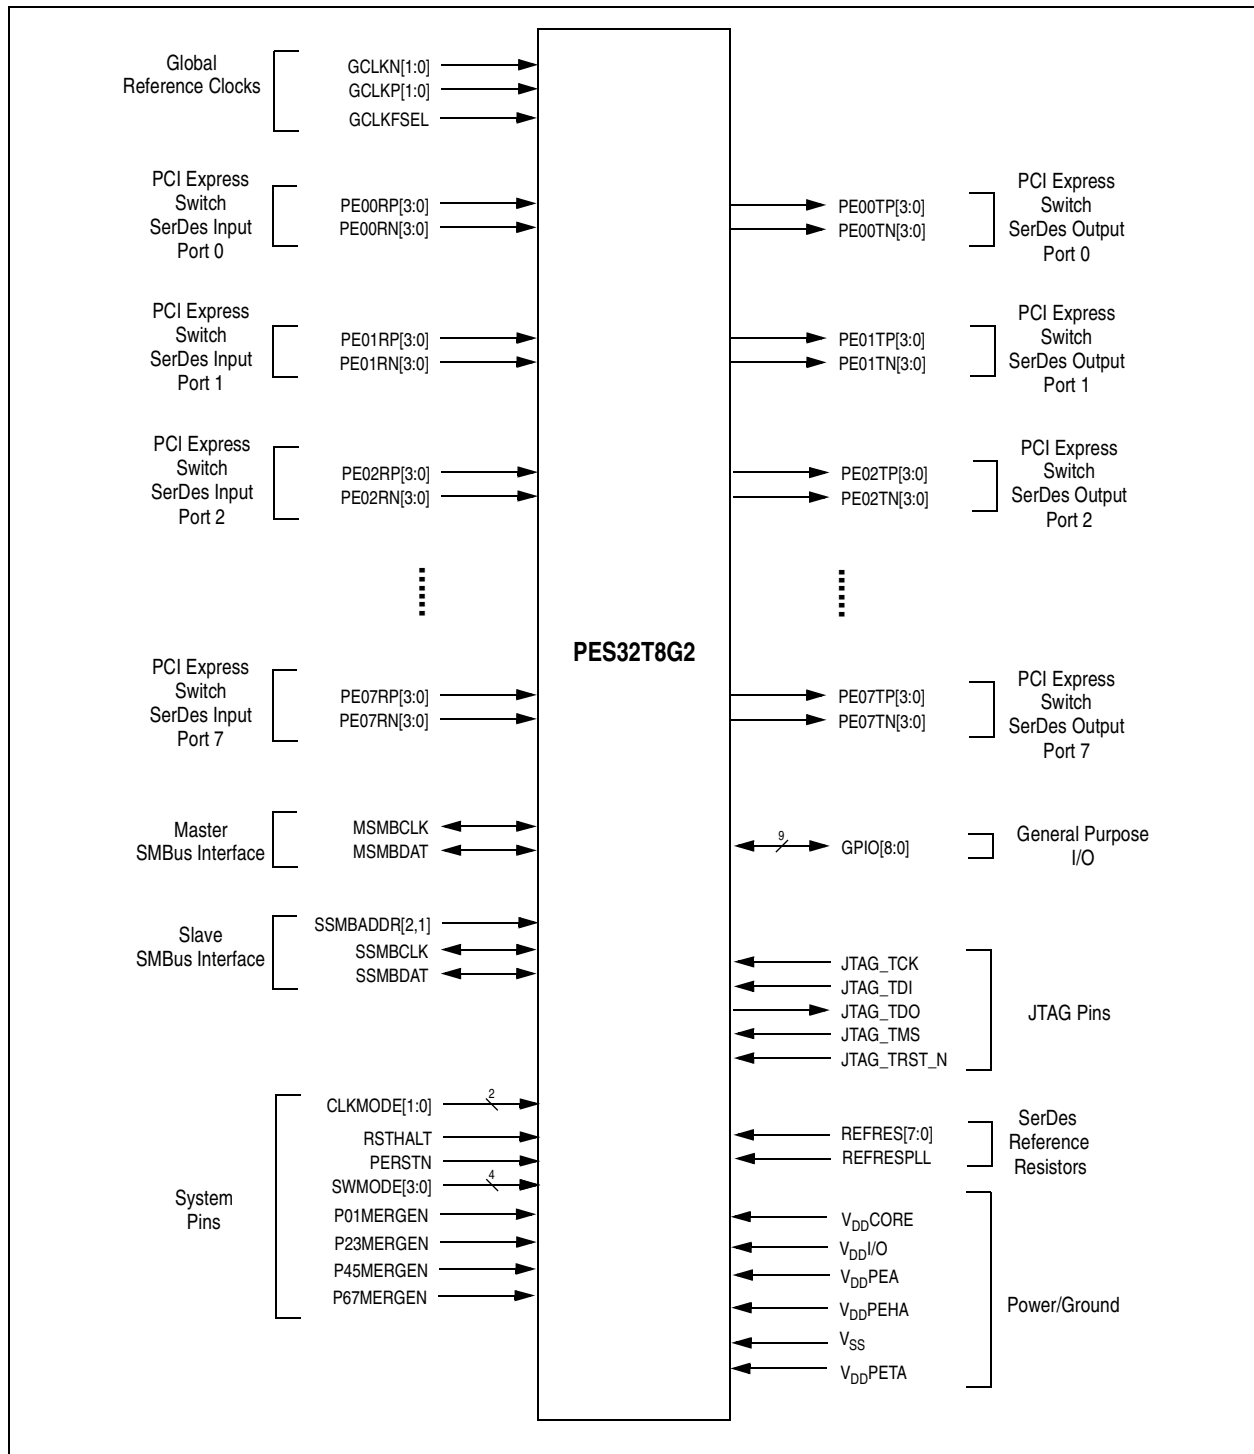 Global
Reference Clocks
GCLKN[1:0]
GCLKP[1:0]
GCLKFSEL
PCI Express
Switch
SerDes Input
Port 0
PE00RP[3:0]
PE00RN[3:0]
PE00TP[3:0]
PE00TN[3:0]
PCI Express
Switch
SerDes Output
Port 0
PCI Express
Switch
SerDes Input
Port 1
PE01RP[3:0]
PE01RN[3:0]
PE01TP[3:0]
PE01TN[3:0]
PCI Express
Switch
SerDes Output
Port 1
PCI Express
Switch
SerDes Input
Port 2
PE02RP[3:0]
PE02RN[3:0]
PE02TP[3:0]
PE02TN[3:0]
PCI Express
Switch
SerDes Output
Port 2
PES32T8G2
PCI Express
Switch
SerDes Input
Port 7
PE07RP[3:0]
PE07RN[3:0]
PE07TP[3:0]
PE07TN[3:0]
PCI Express
Switch
SerDes Output
Port 7
Master
SMBus Interface
MSMBCLK
MSMBDAT
9
GPIO[8:0]
General Purpose
I/O
Slave
SMBus Interface
SSMBADDR[2,1]
SSMBCLK
SSMBDAT
JTAG_TCK
JTAG_TDI
JTAG_TDO
JTAG_TMS
JTAG_TRST_N
JTAG Pins
System
Pins
CLKMODE[1:0]
2
RSTHALT
PERSTN
SWMODE[3:0]
4
P01MERGEN
P23MERGEN
P45MERGEN
P67MERGEN
REFRES[7:0]
REFRESPLL
SerDes
Reference
Resistors
VDDCORE
VDDI/O
VDDPEA
VDDPEHA
VSS
VDDPETA
Power/Ground